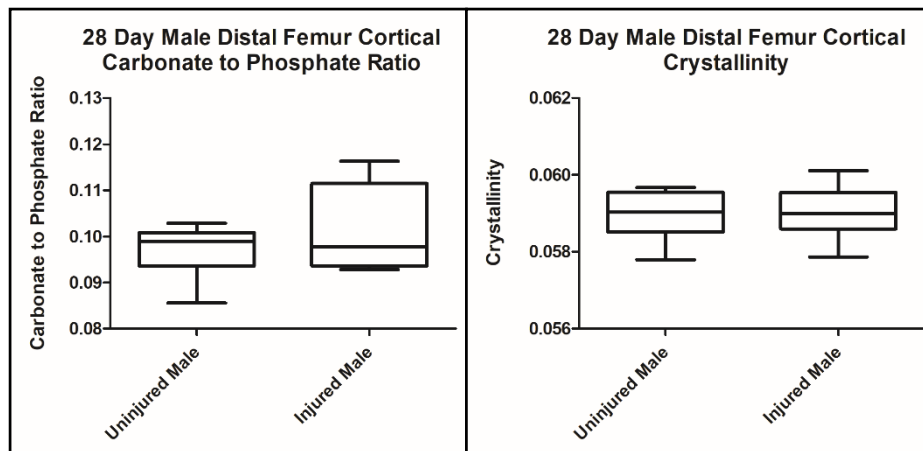 28 Day Male Distal Femur Cortical
Carbonate to Phosphate Ratio
Carbonate to Phosphate Ratio
0.13
0.12
0.11
0.10
0.09
0.08
Uninjured Male
Injured Male
28 Day Male Distal Femur Cortical
Crystallinity
Crystallinity
0.062
0.060
0.058
0.056
Uninjured Male
Injured Male